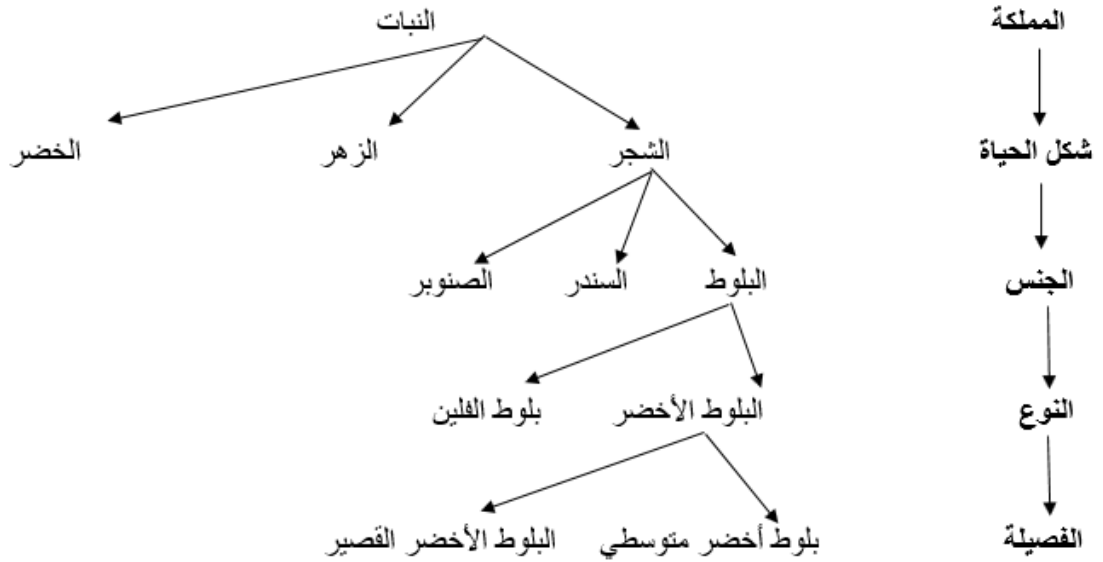 المملكة
النبات
شكل الحياة
الشجر
الزهر
الخضر
الجنس
البلوط
السندر
الصنوبر
النوع
البلوط الأخضر
بلوط الفلين
الفصيلة
بلوط أخضر متوسطي
البلوط الأخضر القصير